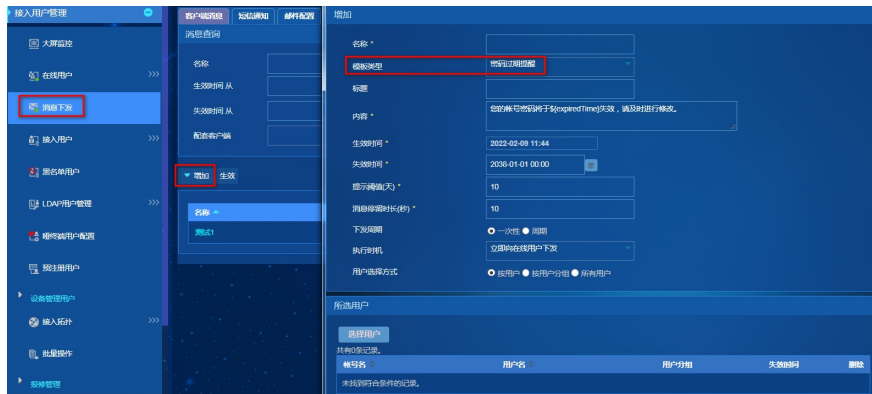 接入用户管理
大屏监控
在线用户 >>>
消息下发
接入用户 >>>
黑名单用户
LDAP用户管理 >>>
哑终端用户配置
预注册用户
设备管理用户
接入拓扑 >>>
批量操作
报修管理
客户端消息 短信通知 邮件配置
消息查询
名称
生效时间 从
失效时间 从
配套客户端
增加 生效
名称
测试1
增加
名称 *
模板类型 密码过期提醒
标题
内容 * 您的帐号密码将于${expiredTime}失效，请及时进行修改。
生效时间 * 2022-02-09 11:44
失效时间 * 2038-01-01 00:00
提示阈值(天) * 10
消息停留时长(秒) * 10
下发周期 一次性 周期
执行时机 立即向在线用户下发
用户选择方式 按用户 按用户分组 所有用户
所选用户
选择用户
共有0条记录。
帐号名 用户名 用户分组 失效时间 删除
未找到符合条件的记录。